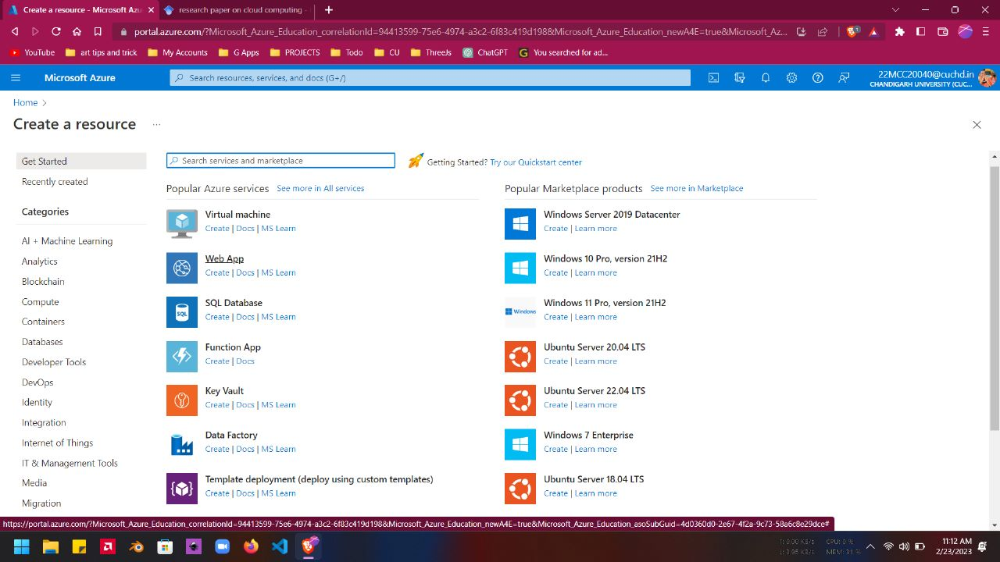 Create a resource - Microsoft Azu
research paper on cloud computing -
portal.azure.com/?Microsoft_Azure_Education_correlationId=94413599-75e6-4974-a3c2-6f83c419d198&Microsoft_Azure_Education_newA4E=true&Microsoft_Az...
1
YouTube
art tips and trick
My Accounts
G Apps
PROJECTS
Todo
CU
ThreeJs
ChatGPT
You searched for ad...
Microsoft Azure
Search resources, services, and docs (G+/)
22MCC20040@cuchd.in
CHANDIGARH UNIVERSITY (CUC...
Home
Create a resource
...
Get Started
Recently created
Categories
AI + Machine Learning
Analytics
Blockchain
Compute
Containers
Databases
Developer Tools
DevOps
Identity
Integration
Internet of Things
IT & Management Tools
Media
Migration
Search services and marketplace
Getting Started? Try our Quickstart center
Popular Azure services See more in All services
Virtual machine
Create | Docs | MS Learn
Web App
Create | Docs | MS Learn
SQL
SQL Database
Create | Docs | MS Learn
Function App
Create | Docs
Key Vault
Create | Docs | MS Learn
Data Factory
Create | Docs | MS Learn
Template deployment (deploy using custom templates)
Create | Docs | MS Learn
Popular Marketplace products See more in Marketplace
Windows Server 2019 Datacenter
Create | Learn more
Windows 10 Pro, version 21H2
Create | Learn more
Windows
Windows 11 Pro, version 21H2
Create | Learn more
Ubuntu Server 20.04 LTS
Create | Learn more
Ubuntu Server 22.04 LTS
Create | Learn more
Windows 7 Enterprise
Create | Learn more
Ubuntu Server 18.04 LTS
Create | Learn more
https://portal.azure.com/?Microsoft_Azure_Education_correlationId=94413599-75e6-4974-a3c2-6f83c419d198&Microsoft_Azure_Education_newA4E=true&Microsoft_Azure_Education_asoSubGuid=4d0360d0-2e67-4f2a-9c73-58a6c8e29dce#
↑: 0.00 KB/s
↓: 3.95 KB/s
CPU: 0 %
MEM: 31 %
11:12 AM
2/23/2023